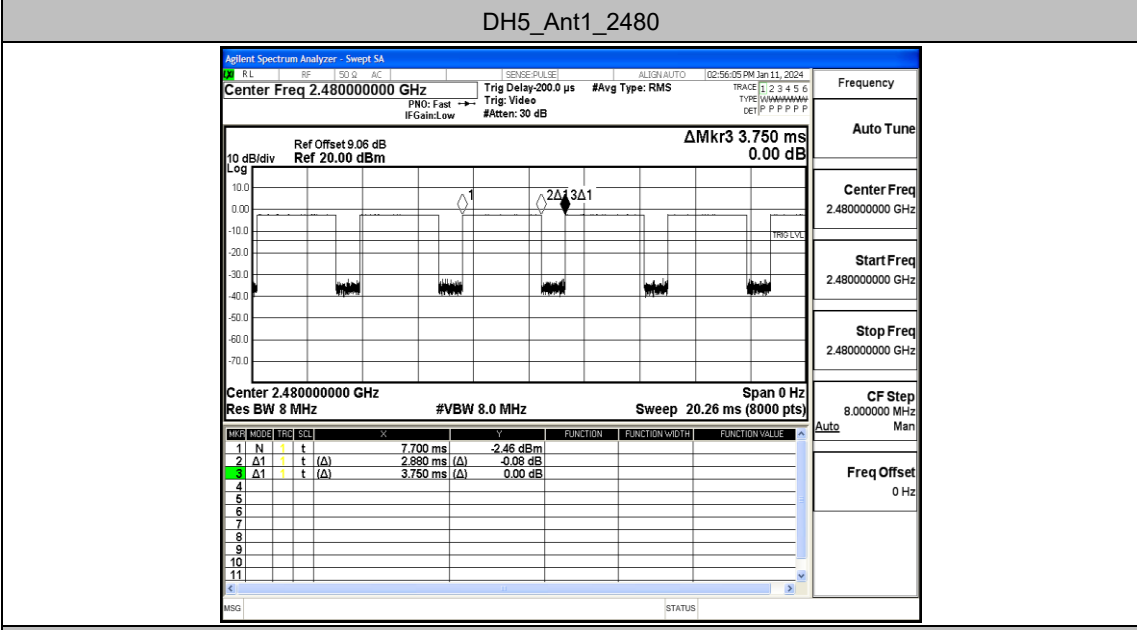 DH5_Ant1_2480
Agilent Spectrum Analyzer - Swept SA
RL RF 50 Ω AC SENSE:PULSE ALIGNAUTO 02:56:05 PM Jan 11, 2024
Center Freq 2.480000000 GHz
PNO: Fast
IFGain:Low
Trig Delay-200.0 µs
Trig: Video
#Atten: 30 dB
#Avg Type: RMS
TRACE 1 2 3 4 5 6
TYPE
DET P P P P P P
Frequency
Auto Tune
ΔMkr3 3.750 ms
0.00 dB
Ref Offset 9.06 dB
10 dB/div Ref 20.00 dBm
Log
10.0
0.00
-10.0
-20.0
-30.0
-40.0
-50.0
-60.0
-70.0
1
2Δ1 3Δ1
TRIG LVL
Center Freq
2.480000000 GHz
Start Freq
2.480000000 GHz
Stop Freq
2.480000000 GHz
CF Step
8.000000 MHz
Auto Man
Freq Offset
0 Hz
Center 2.480000000 GHz Span 0 Hz
Res BW 8 MHz #VBW 8.0 MHz Sweep 20.26 ms (8000 pts)
MKR MODE TRC SCL X Y FUNCTION FUNCTION WIDTH FUNCTION VALUE
1 N 1 t 7.700 ms -2.46 dBm
2 Δ1 1 t (Δ) 2.880 ms (Δ) -0.08 dB
3 Δ1 1 t (Δ) 3.750 ms (Δ) 0.00 dB
4
5
6
7
8
9
10
11
MSG STATUS